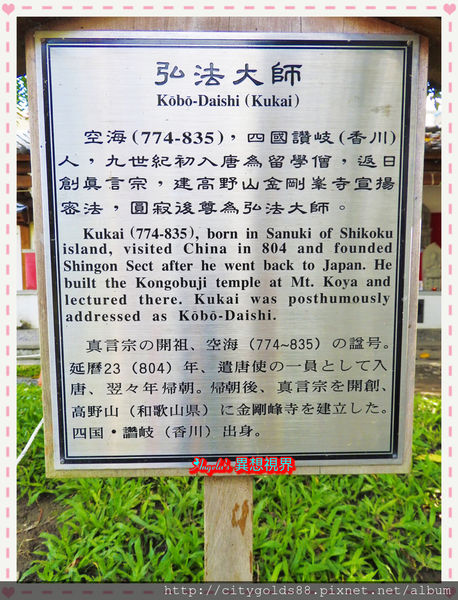 弘法大師
Kōbō-Daishi (Kukai)
空海(774-835)，四國讚岐(香川)
人，九世紀初入唐為留學僧，返日
創眞言宗，建高野山金剛峯寺宣揚
密法，圓寂後尊為弘法大師。
Kukai (774-835), born in Sanuki of Shikoku
island, visited China in 804 and founded
Shingon Sect after he went back to Japan. He
built the Kongobuji temple at Mt. Koya and
lectured there. Kukai was posthumously
addressed as Kōbō-Daishi.
真言宗の開祖、空海（774~835）の諡号。
延暦23（804）年、遣唐使の一員として入
唐、翌々年帰朝。帰朝後、真言宗を開創、
高野山（和歌山県）に金剛峰寺を建立した。
四国・讃岐（香川）出身。
Angela's 異想視界
http://citygolds88.pixnet.net/album